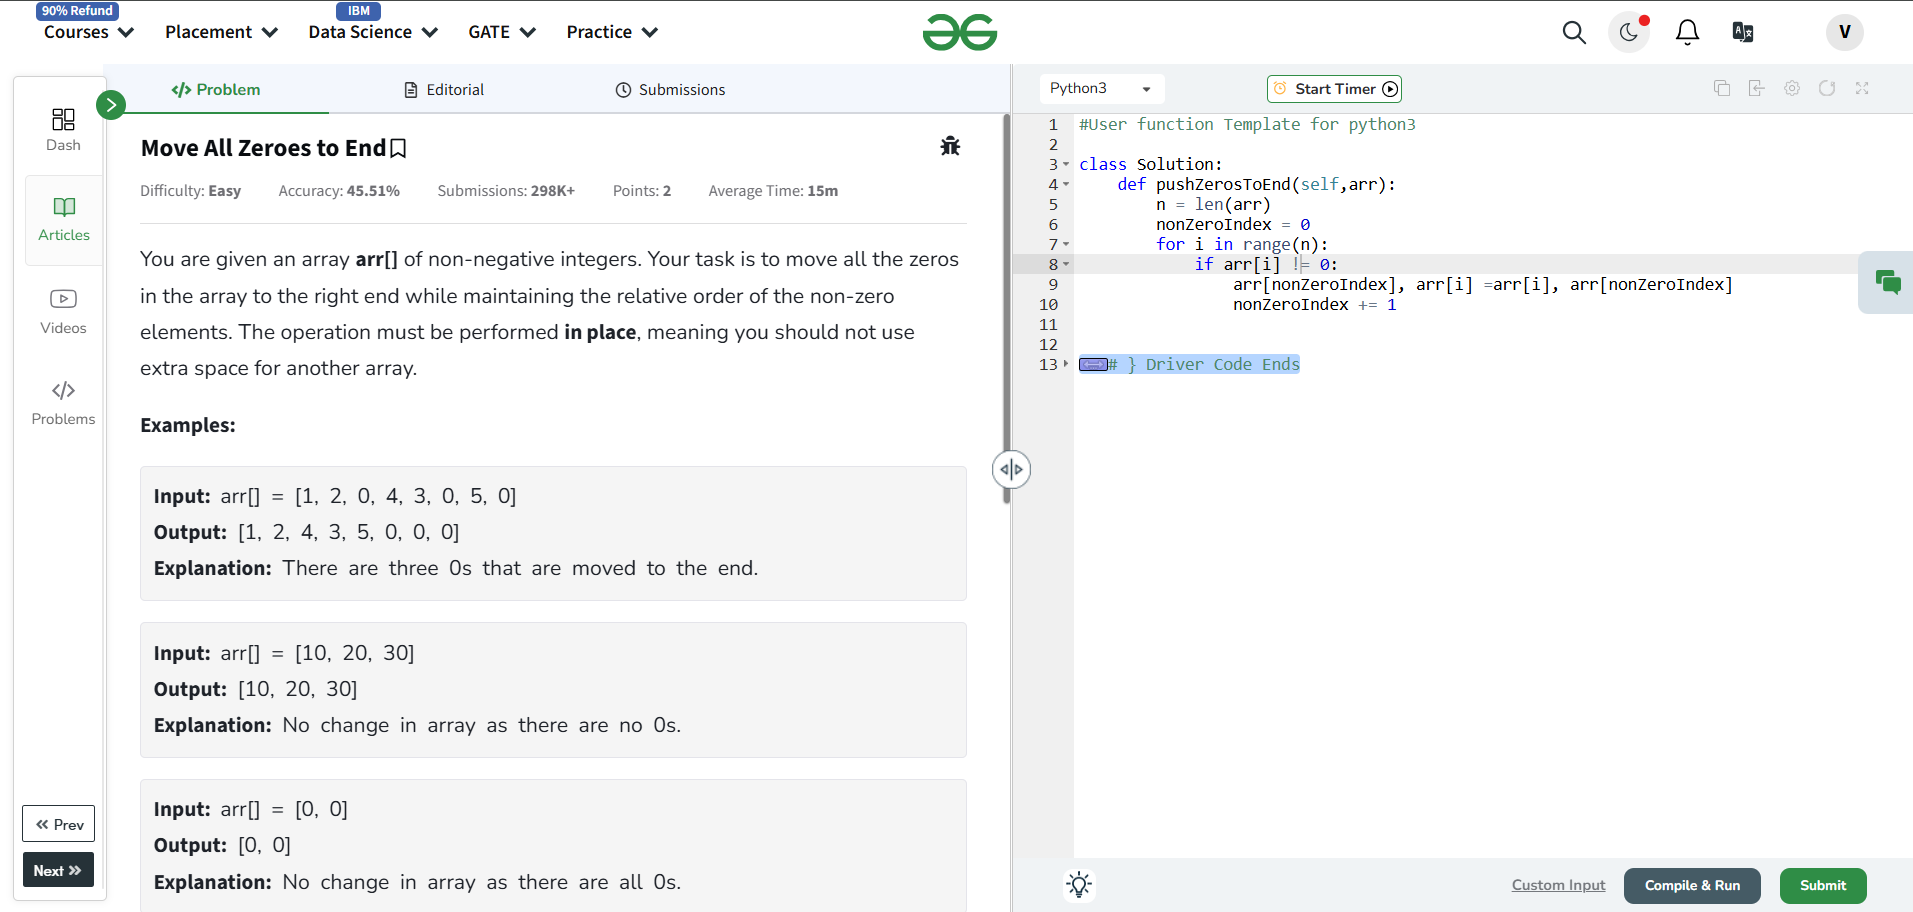 90% Refund
IBM
Courses
Placement
Data Science
GATE
Practice
V
Dash
Articles
Videos
Problems
Prev
Next
Problem
Editorial
Submissions
Move All Zeroes to End
Difficulty: Easy
Accuracy: 45.51%
Submissions: 298K+
Points: 2
Average Time: 15m
You are given an array arr[] of non-negative integers. Your task is to move all the zeros
in the array to the right end while maintaining the relative order of the non-zero
elements. The operation must be performed in place, meaning you should not use
extra space for another array.
Examples:
Input: arr[] = [1, 2, 0, 4, 3, 0, 5, 0]
Output: [1, 2, 4, 3, 5, 0, 0, 0]
Explanation: There are three 0s that are moved to the end.
Input: arr[] = [10, 20, 30]
Output: [10, 20, 30]
Explanation: No change in array as there are no 0s.
Input: arr[] = [0, 0]
Output: [0, 0]
Explanation: No change in array as there are all 0s.
Python3
Start Timer
1 #User function Template for python3
2
3 class Solution:
4     def pushZerosToEnd(self,arr):
5         n = len(arr)
6         nonZeroIndex = 0
7         for i in range(n):
8             if arr[i] != 0:
9                 arr[nonZeroIndex], arr[i] =arr[i], arr[nonZeroIndex]
10                 nonZeroIndex += 1
11
12
13 # } Driver Code Ends
Custom Input
Compile & Run
Submit